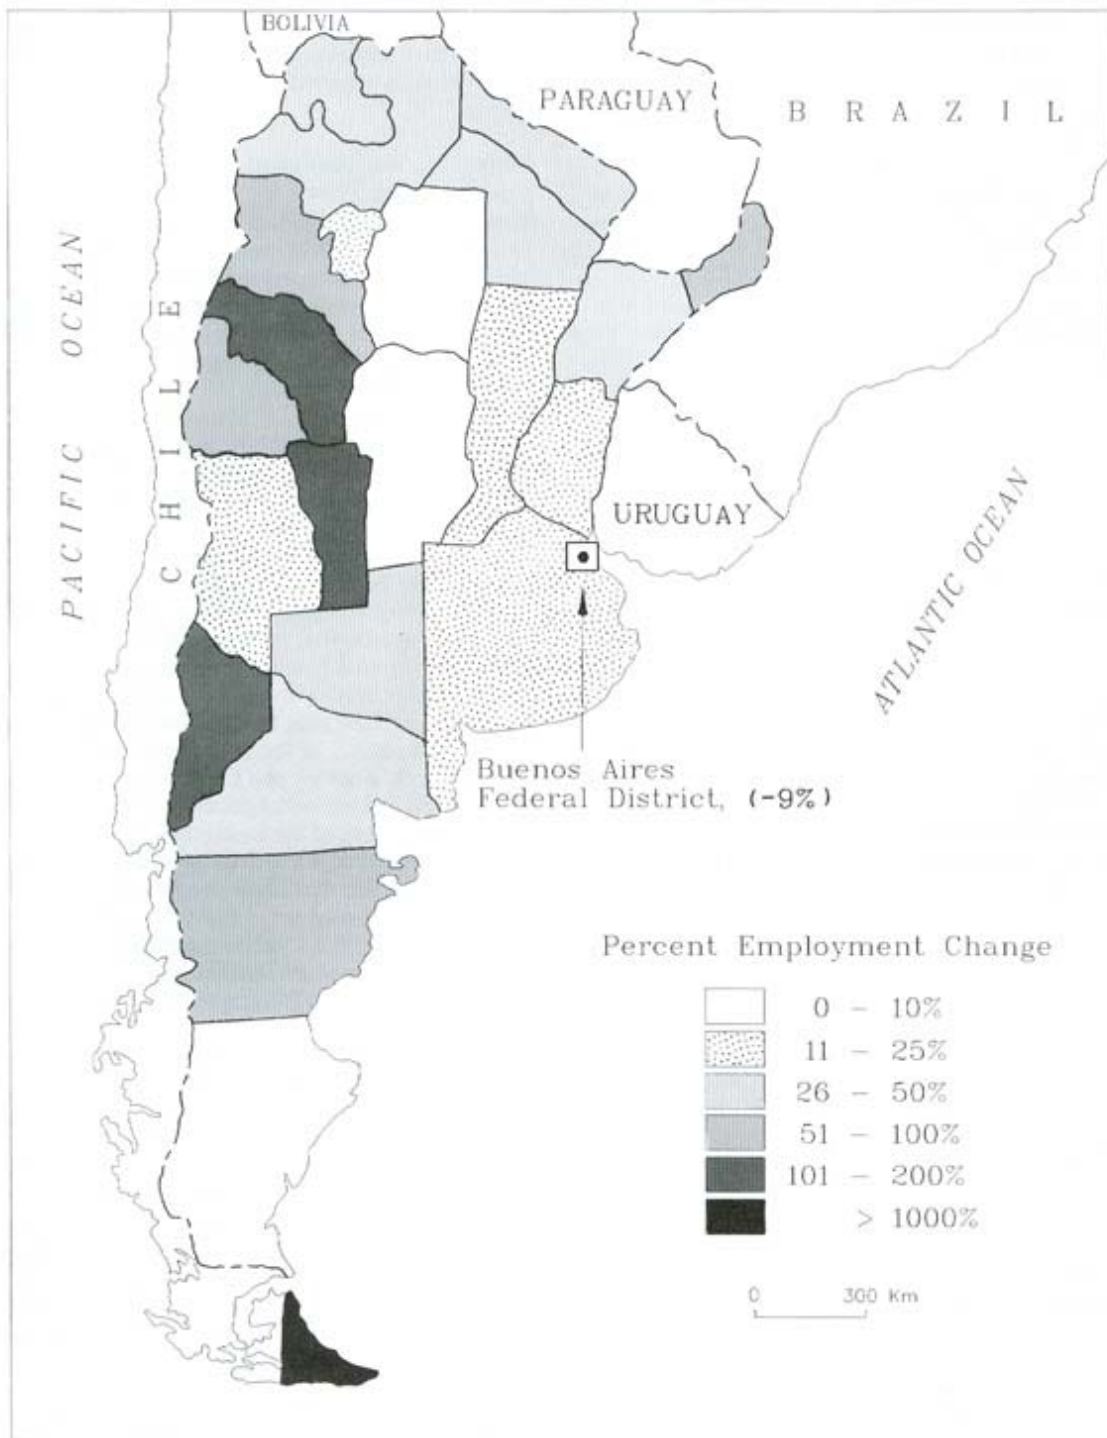 BOLIVIA
PARAGUAY
B R A Z I L
PACIFIC OCEAN
C H I L E
URUGUAY
ATLANTIC OCEAN
Buenos Aires
Federal District, (-9%)
Percent Employment Change
0 – 10%
11 – 25%
26 – 50%
51 – 100%
101 – 200%
> 1000%
0 300 Km